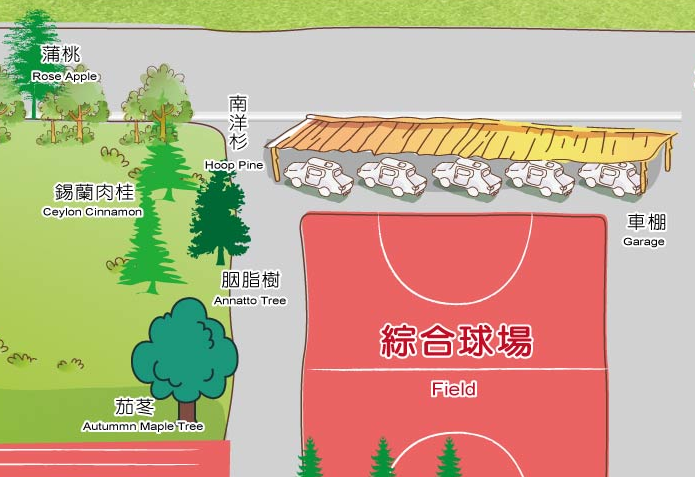 蒲桃
Rose Apple
南洋杉
Hoop Pine
錫蘭肉桂
Ceylon Cinnamon
車棚
Garage
胭脂樹
Annatto Tree
綜合球場
Field
茄苳
Autummn Maple Tree